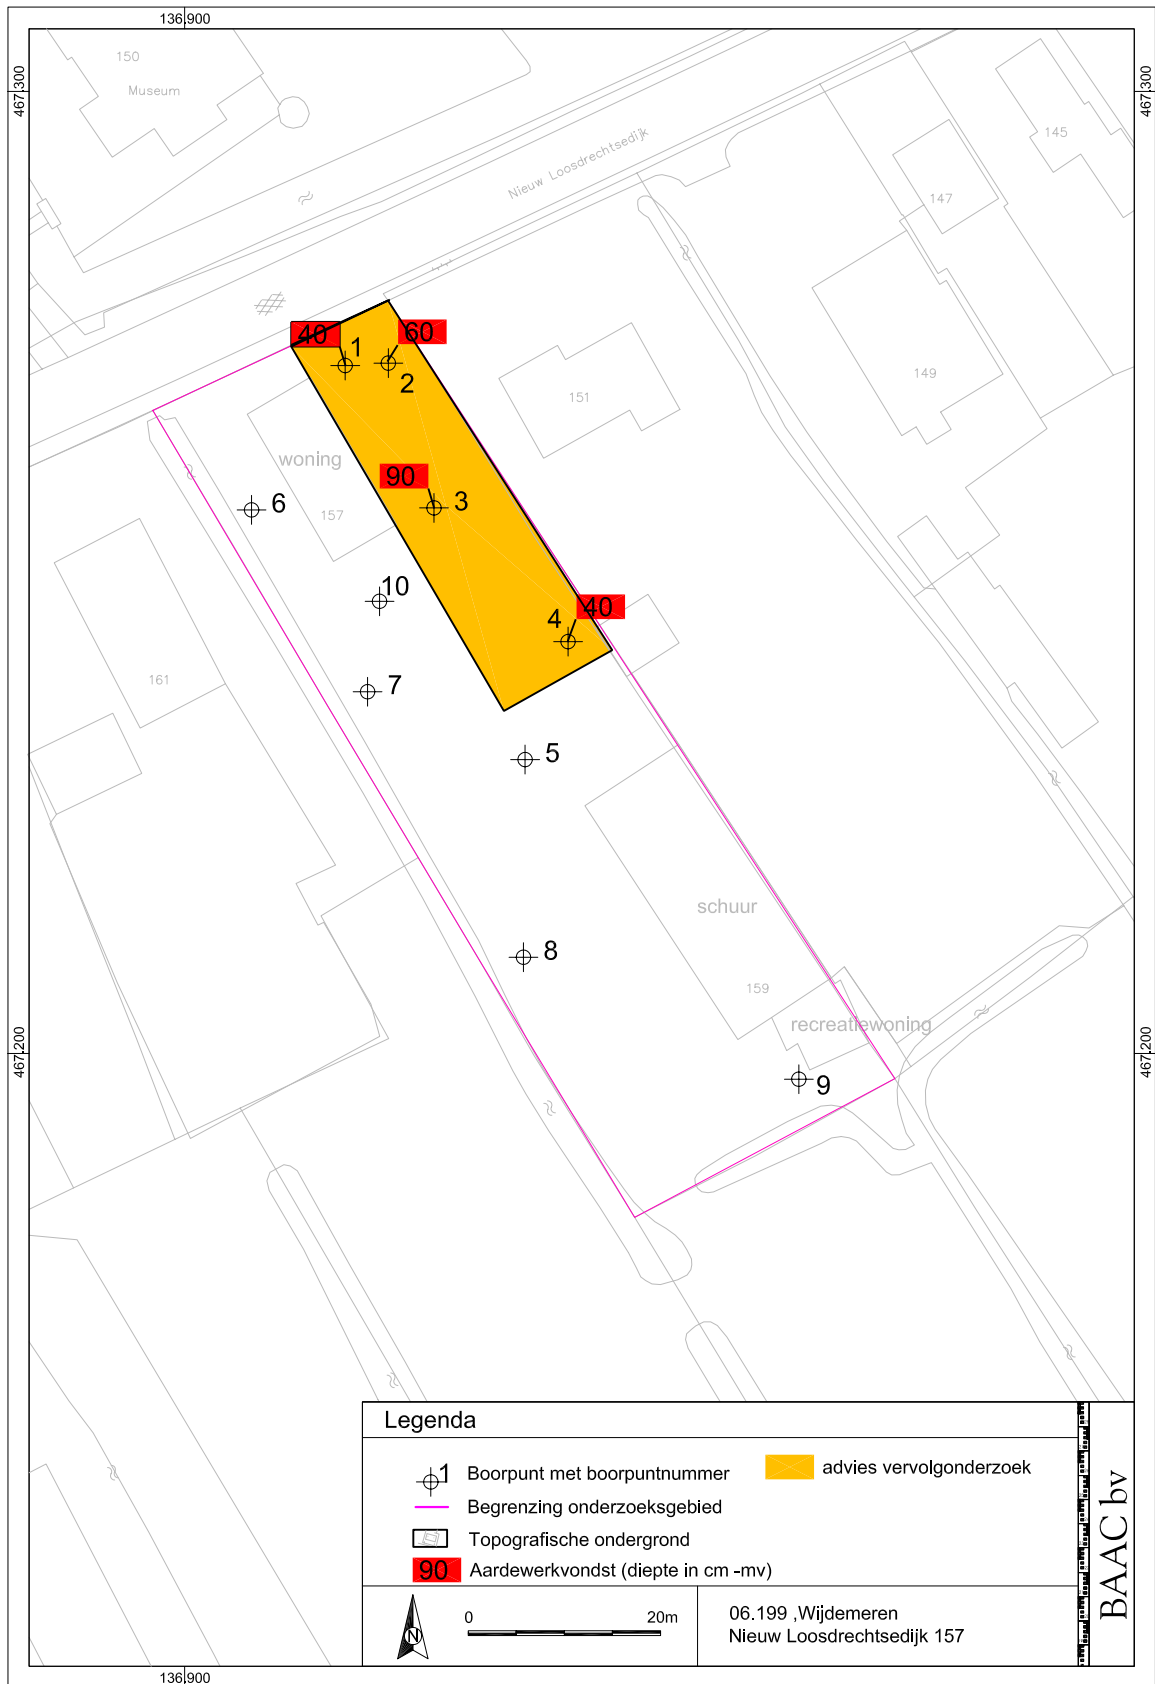 136.900
467.300
467.300
150
Museum
Nieuw Loosdrechtsedijk
145
147
40
60
1
2
149
151
woning
90
3
157
6
10
40
4
161
7
5
schuur
8
159
recreatiewoning
467.200
467.200
9
Legenda
1 Boorpunt met boorpuntnummer
advies vervolgonderzoek
Begrenzing onderzoeksgebied
Topografische ondergrond
90 Aardewerkvondst (diepte in cm -mv)
N
0 20m
06.199 ,Wijdemeren
Nieuw Loosdrechtsedijk 157
BAAC bv
136.900